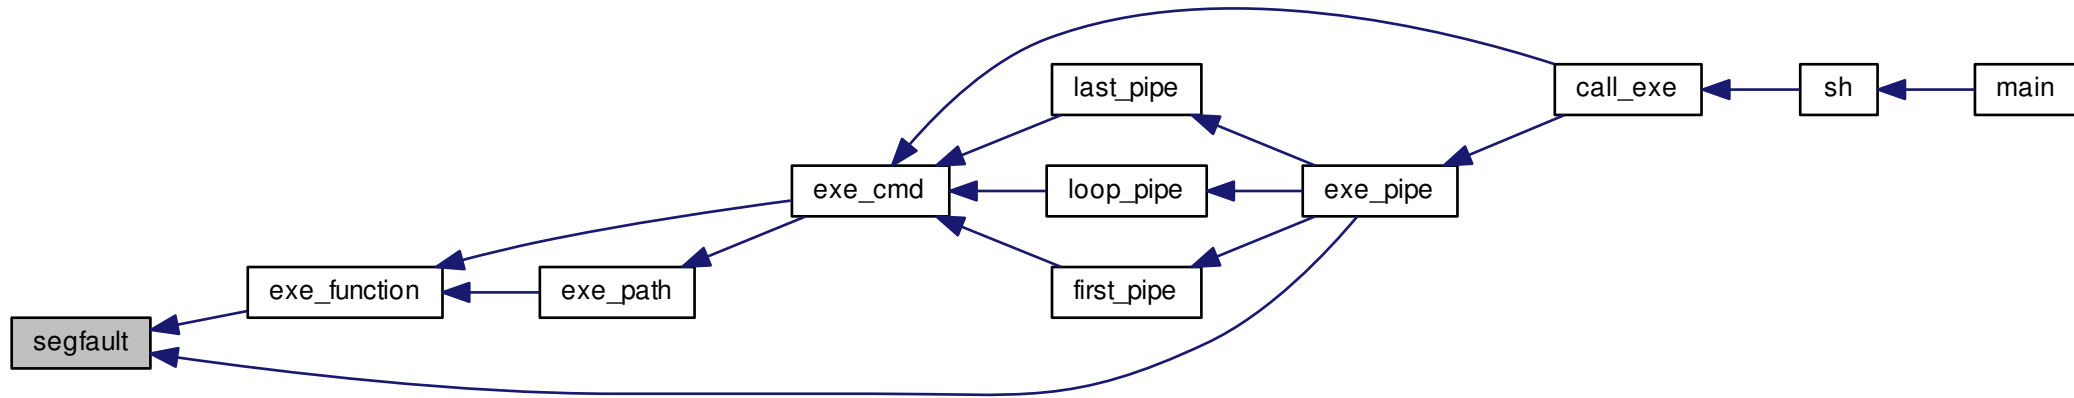 last_pipe
call_exe
sh
main
exe_cmd
loop_pipe
exe_pipe
exe_function
exe_path
first_pipe
segfault